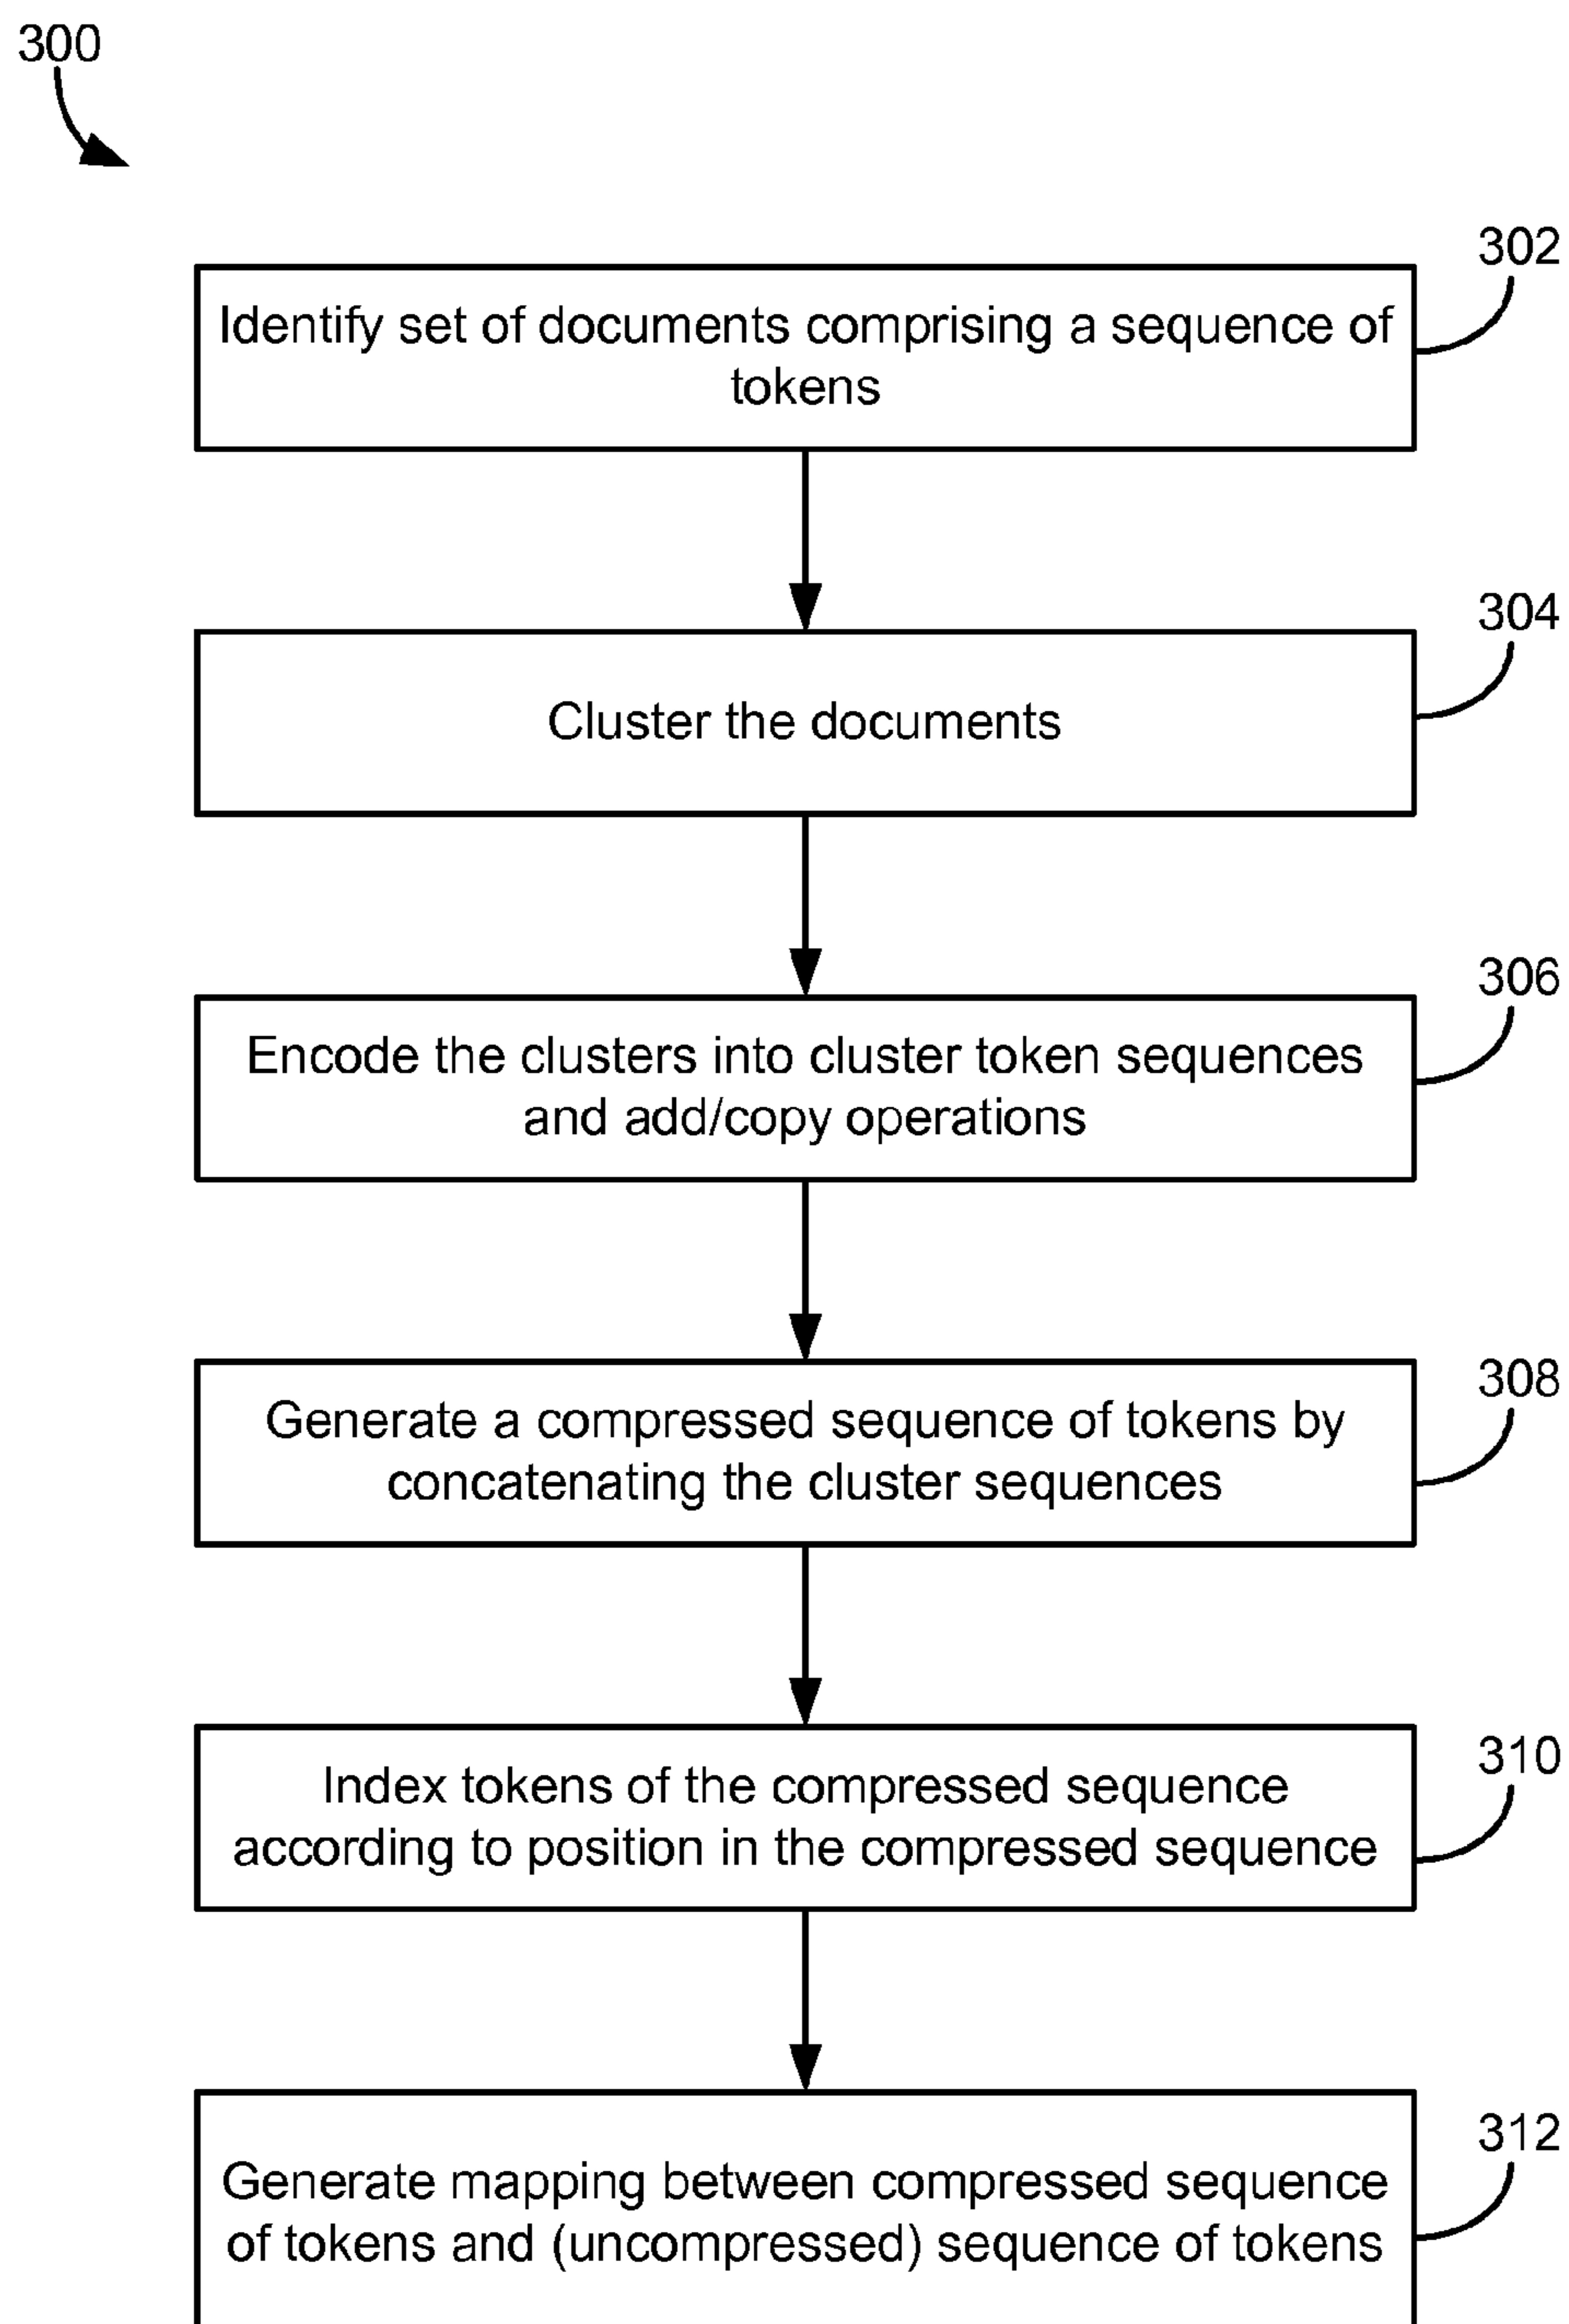 300
302
Identify set of documents comprising a sequence of
tokens
304
Cluster the documents
306
Encode the clusters into cluster token sequences
and add/copy operations
308
Generate a compressed sequence of tokens by
concatenating the cluster sequences
310
Index tokens of the compressed sequence
according to position in the compressed sequence
312
Generate mapping between compressed sequence
of tokens and (uncompressed) sequence of tokens